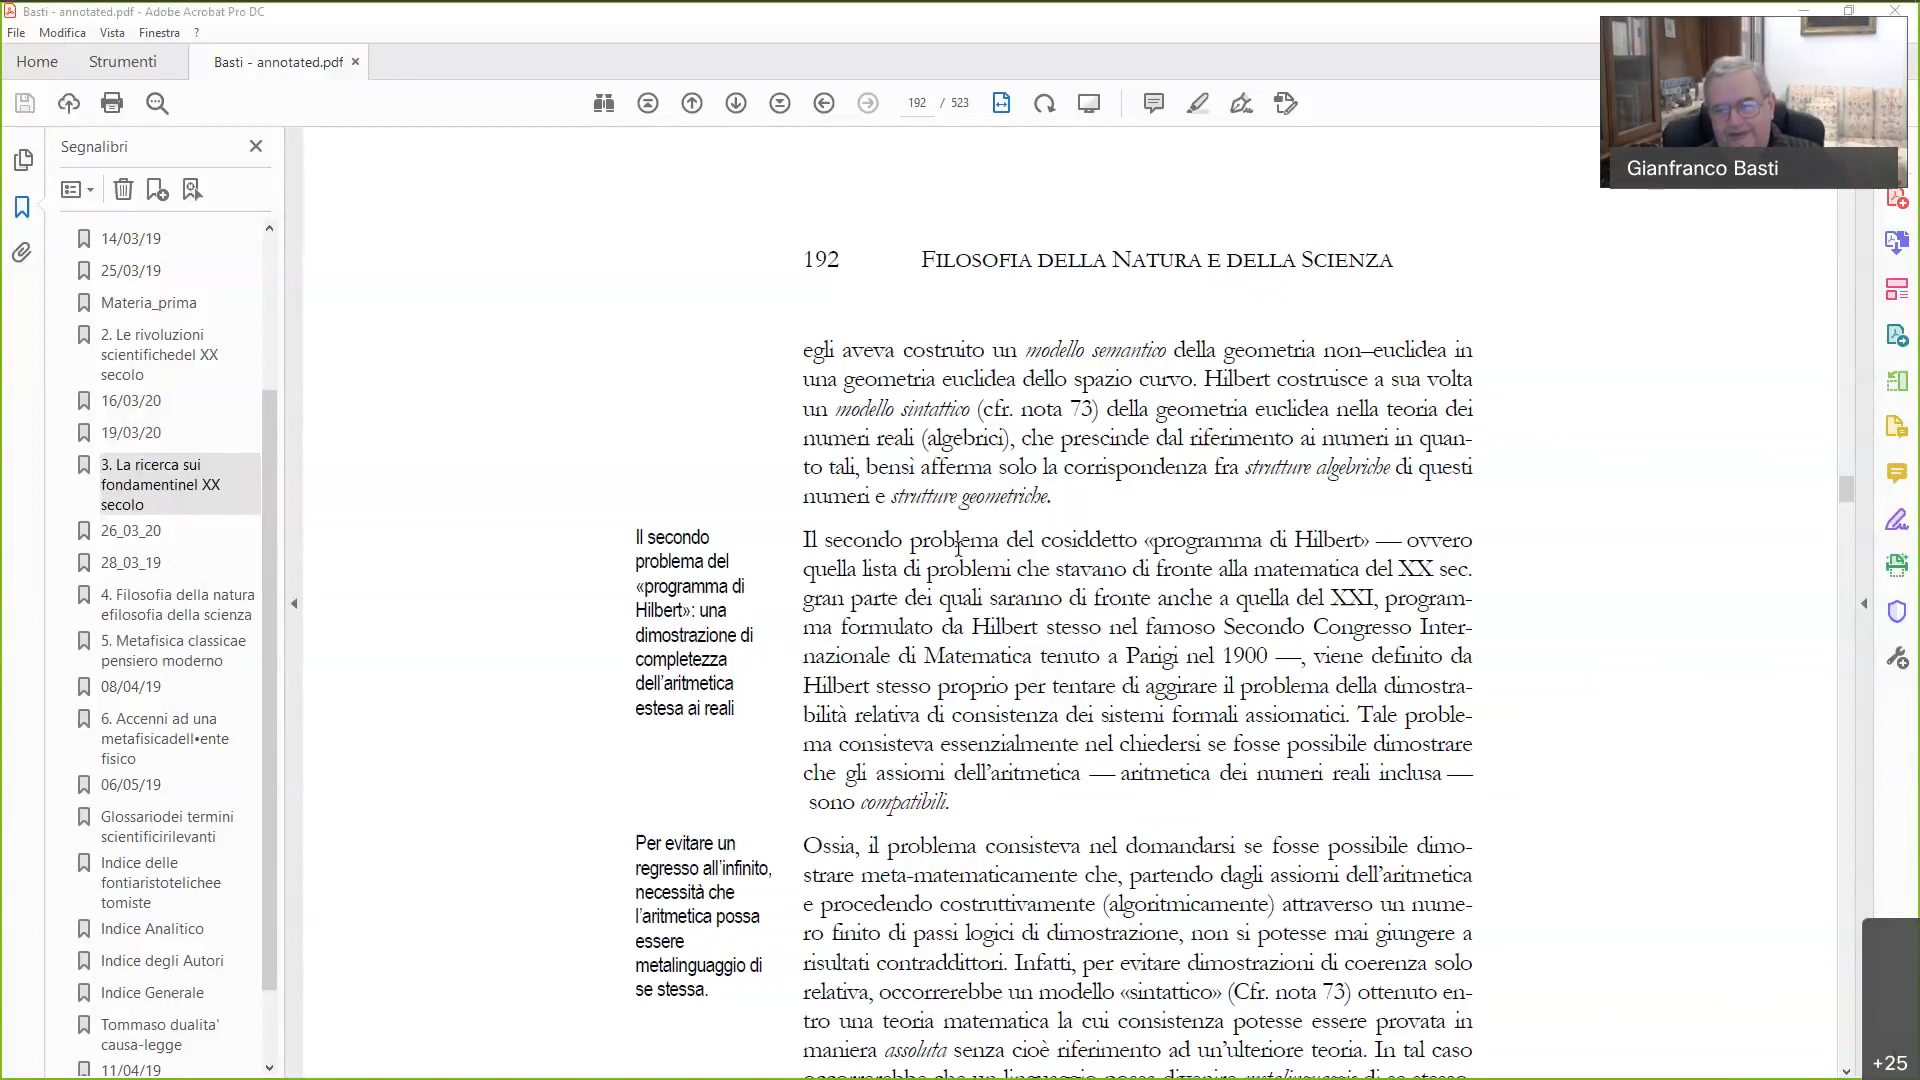 Basti - annotated.pdf - Adobe Acrobat Pro DC
File Modifica Vista Finestra ?
Home Strumenti Basti - annotated.pdf ×
192 / 523
Gianfranco Basti
Segnalibri
14/03/19
25/03/19
Materia_prima
2. Le rivoluzioni
scientifichedel XX
secolo
16/03/20
19/03/20
3. La ricerca sui
fondamentinel XX
secolo
26_03_20
28_03_19
4. Filosofia della natura
efilosofia della scienza
5. Metafisica classicae
pensiero moderno
08/04/19
6. Accenni ad una
metafisicadell•ente
fisico
06/05/19
Glossariodei termini
scientificirilevanti
Indice delle
fontiaristotelichee
tomiste
Indice Analitico
Indice degli Autori
Indice Generale
Tommaso dualita'
causa-legge
11/04/19
192 FILOSOFIA DELLA NATURA E DELLA SCIENZA
egli aveva costruito un modello semantico della geometria non–euclidea in
una geometria euclidea dello spazio curvo. Hilbert costruisce a sua volta
un modello sintattico (cfr. nota 73) della geometria euclidea nella teoria dei
numeri reali (algebrici), che prescinde dal riferimento ai numeri in quan-
to tali, bensì afferma solo la corrispondenza fra strutture algebriche di questi
numeri e strutture geometriche.
Il secondo
problema del
«programma di
Hilbert»: una
dimostrazione di
completezza
dell'aritmetica
estesa ai reali
Il secondo problema del cosiddetto «programma di Hilbert» — ovvero
quella lista di problemi che stavano di fronte alla matematica del XX sec.
gran parte dei quali saranno di fronte anche a quella del XXI, program-
ma formulato da Hilbert stesso nel famoso Secondo Congresso Inter-
nazionale di Matematica tenuto a Parigi nel 1900 —, viene definito da
Hilbert stesso proprio per tentare di aggirare il problema della dimostra-
bilità relativa di consistenza dei sistemi formali assiomatici. Tale proble-
ma consisteva essenzialmente nel chiedersi se fosse possibile dimostrare
che gli assiomi dell'aritmetica — aritmetica dei numeri reali inclusa —
sono compatibili.
Per evitare un
regresso all'infinito,
necessità che
l'aritmetica possa
essere
metalinguaggio di
se stessa.
Ossia, il problema consisteva nel domandarsi se fosse possibile dimo-
strare meta-matematicamente che, partendo dagli assiomi dell'aritmetica
e procedendo costruttivamente (algoritmicamente) attraverso un nume-
ro finito di passi logici di dimostrazione, non si potesse mai giungere a
risultati contraddittori. Infatti, per evitare dimostrazioni di coerenza solo
relativa, occorrerebbe un modello «sintattico» (Cfr. nota 73) ottenuto en-
tro una teoria matematica la cui consistenza potesse essere provata in
maniera assoluta senza cioè riferimento ad un'ulteriore teoria. In tal caso
+25